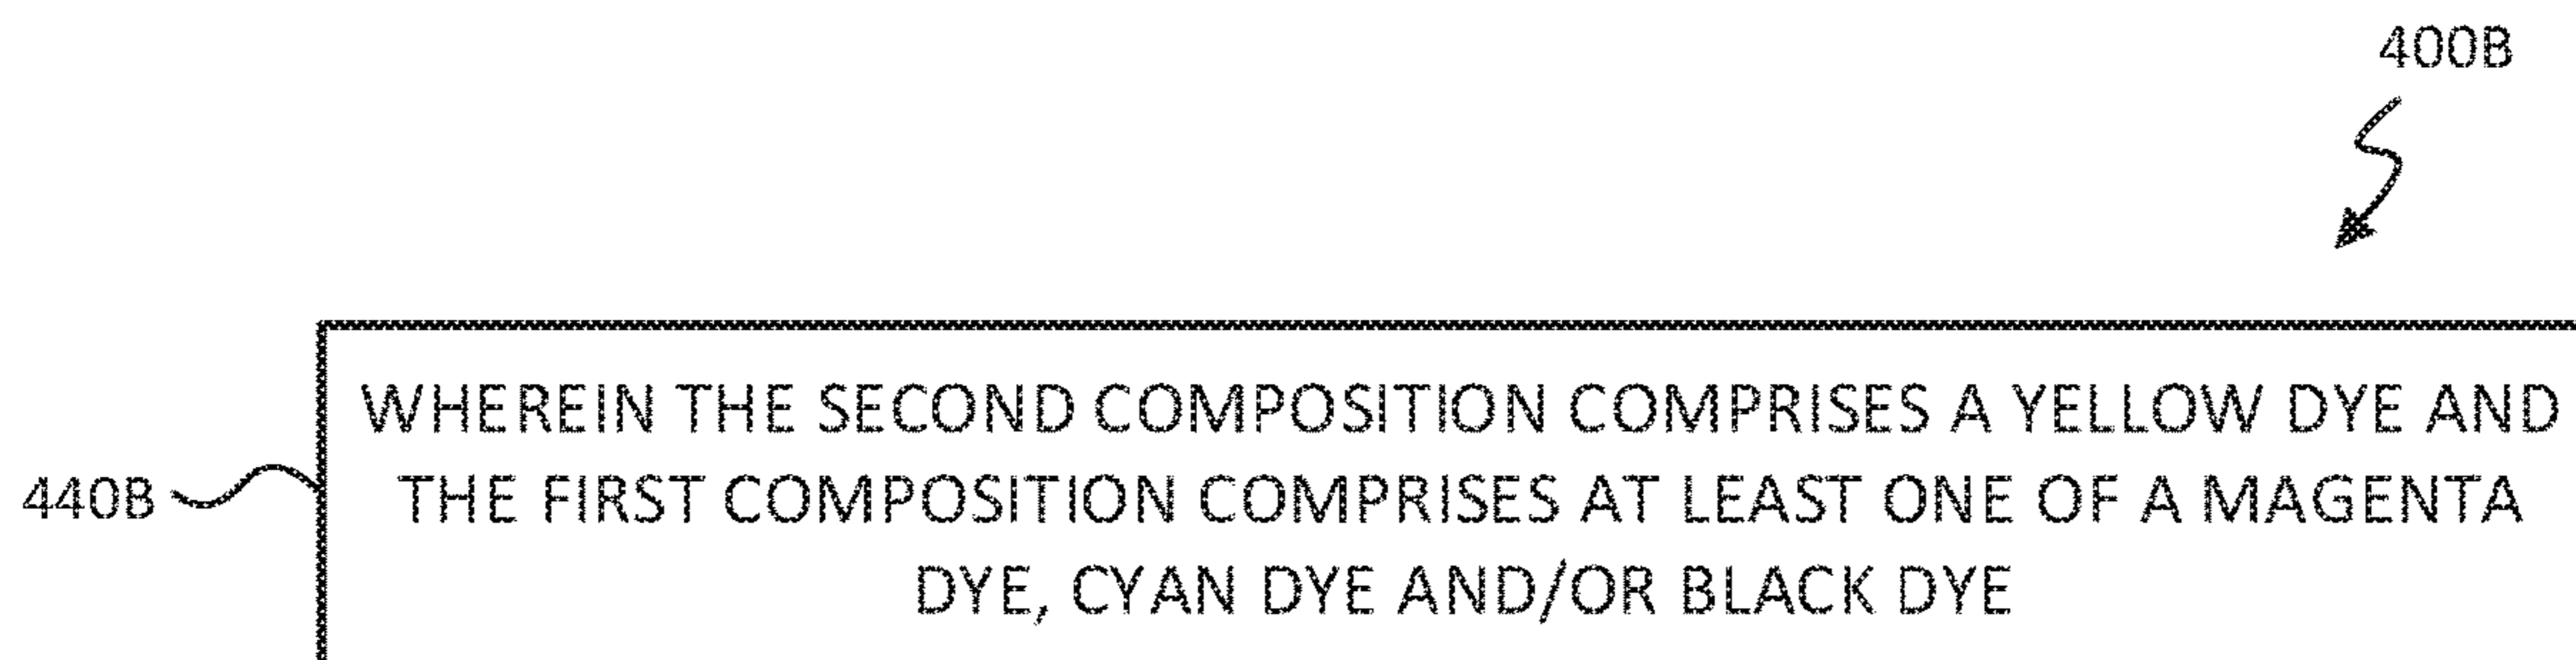 400B
WHEREIN THE SECOND COMPOSITION COMPRISES A YELLOW DYE AND
440B THE FIRST COMPOSITION COMPRISES AT LEAST ONE OF A MAGENTA
DYE, CYAN DYE AND/OR BLACK DYE